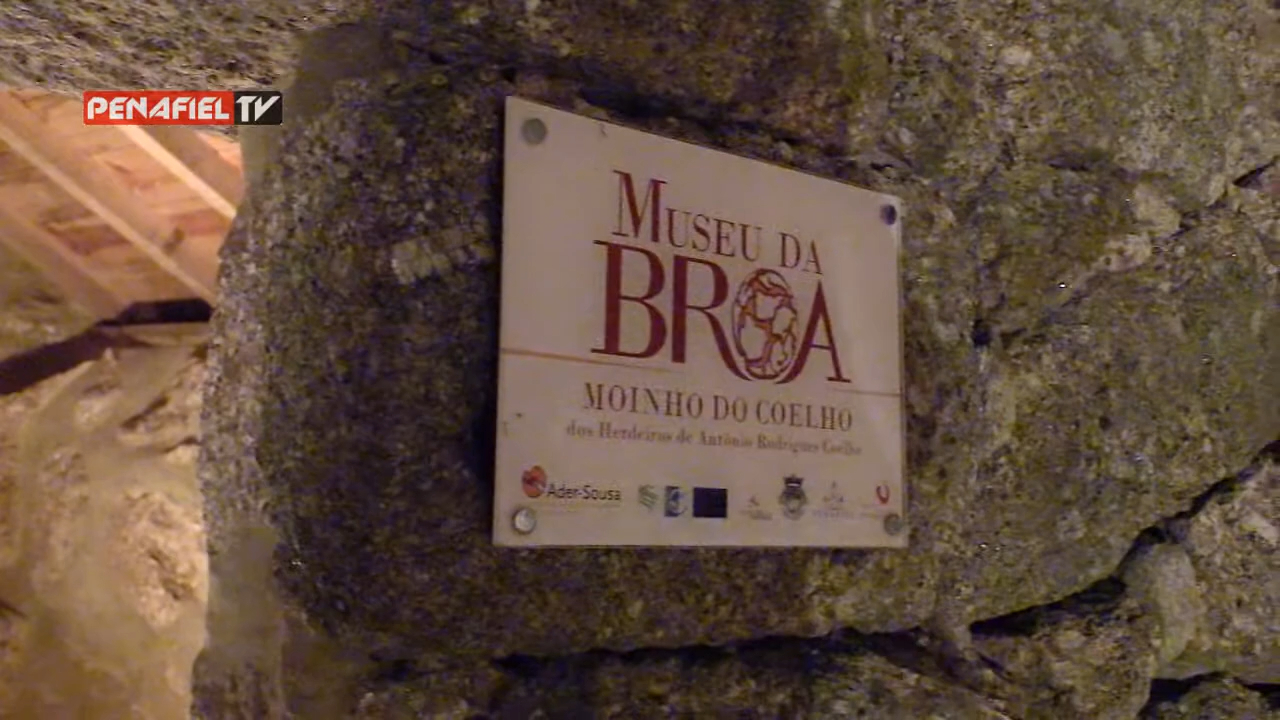 PENAFIEL TV
MUSEU DA
BROA
MOINHO DO COELHO
dos Herdeiros de António Rodrigues Coelho
Ader-Sousa